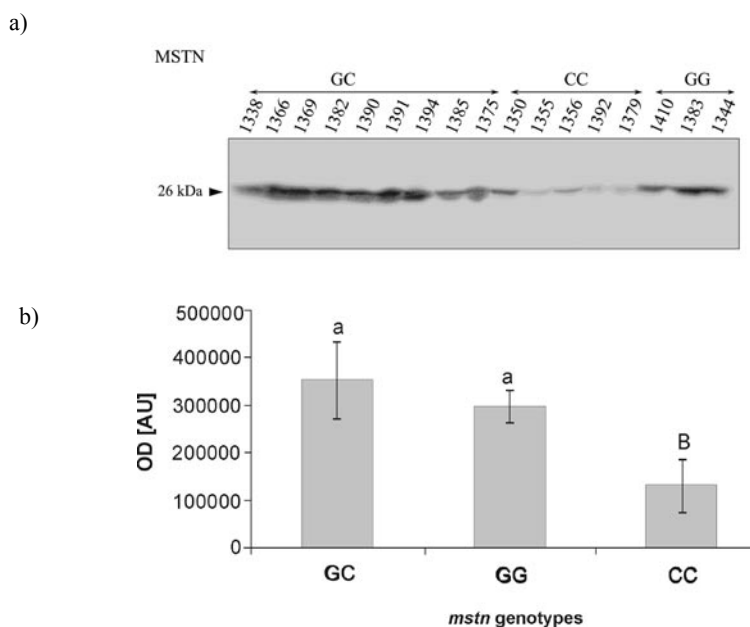 a)
MSTN
GC CC GG
1338 1366 1369 1382 1390 1391 1394 1385 1375 1350 1355 1356 1392 1379 1410 1383 1344
26 kDa
b)
500000
400000
300000
200000
100000
0
OD [AU]
a
a
B
GC GG CC
mstn genotypes